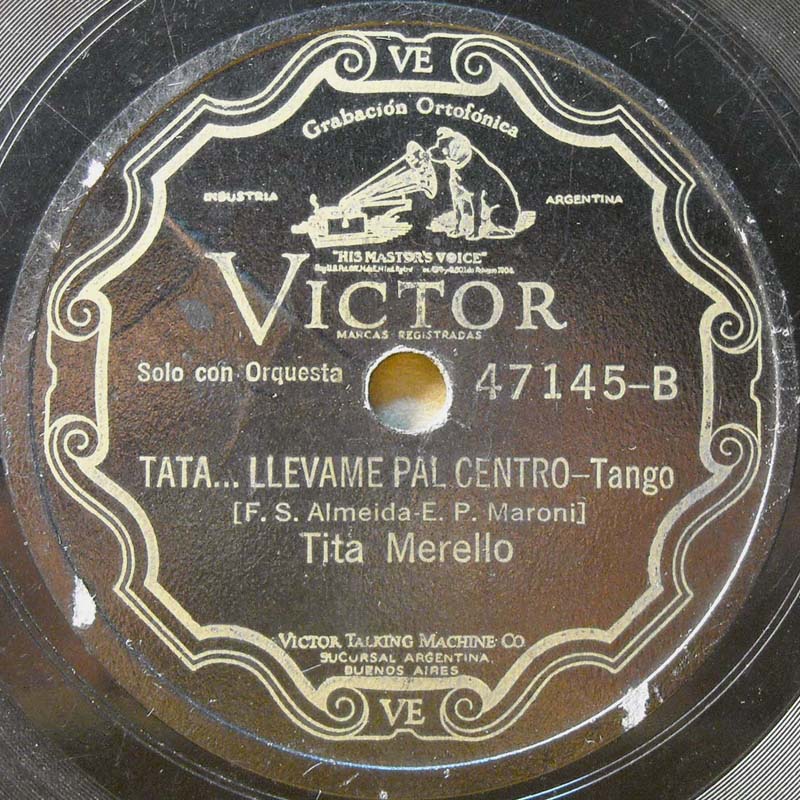 VE
Grabación Ortofónica
INDUSTRIA ARGENTINA
"HIS MASTER'S VOICE"
VICTOR
MARCAS REGISTRADAS
Solo con Orquesta 47145-B
TATA... LLEVAME PAL CENTRO-Tango
[F. S. Almeida-E. P. Maroni]
Tita Merello
VICTOR TALKING MACHINE CO.
SUCURSAL ARGENTINA,
BUENOS AIRES
VE